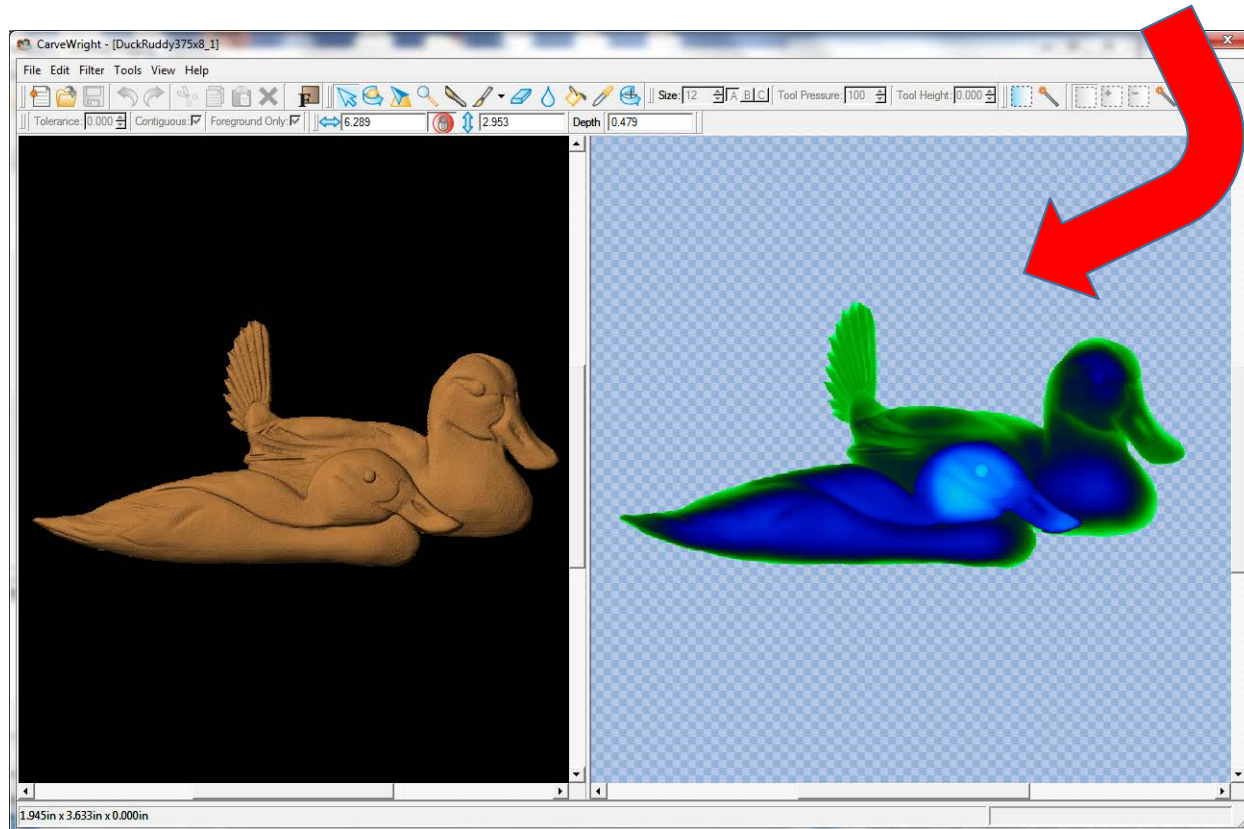 CarveWright - [DuckRuddy375x8_1]
File Edit Filter Tools View Help
F Size: 12 A B C Tool Pressure: 100 Tool Height: 0.000
Tolerance: 0.000 Contiguous: Foreground Only: 6.289 2.953 Depth 0.479
1.945in x 3.633in x 0.000in